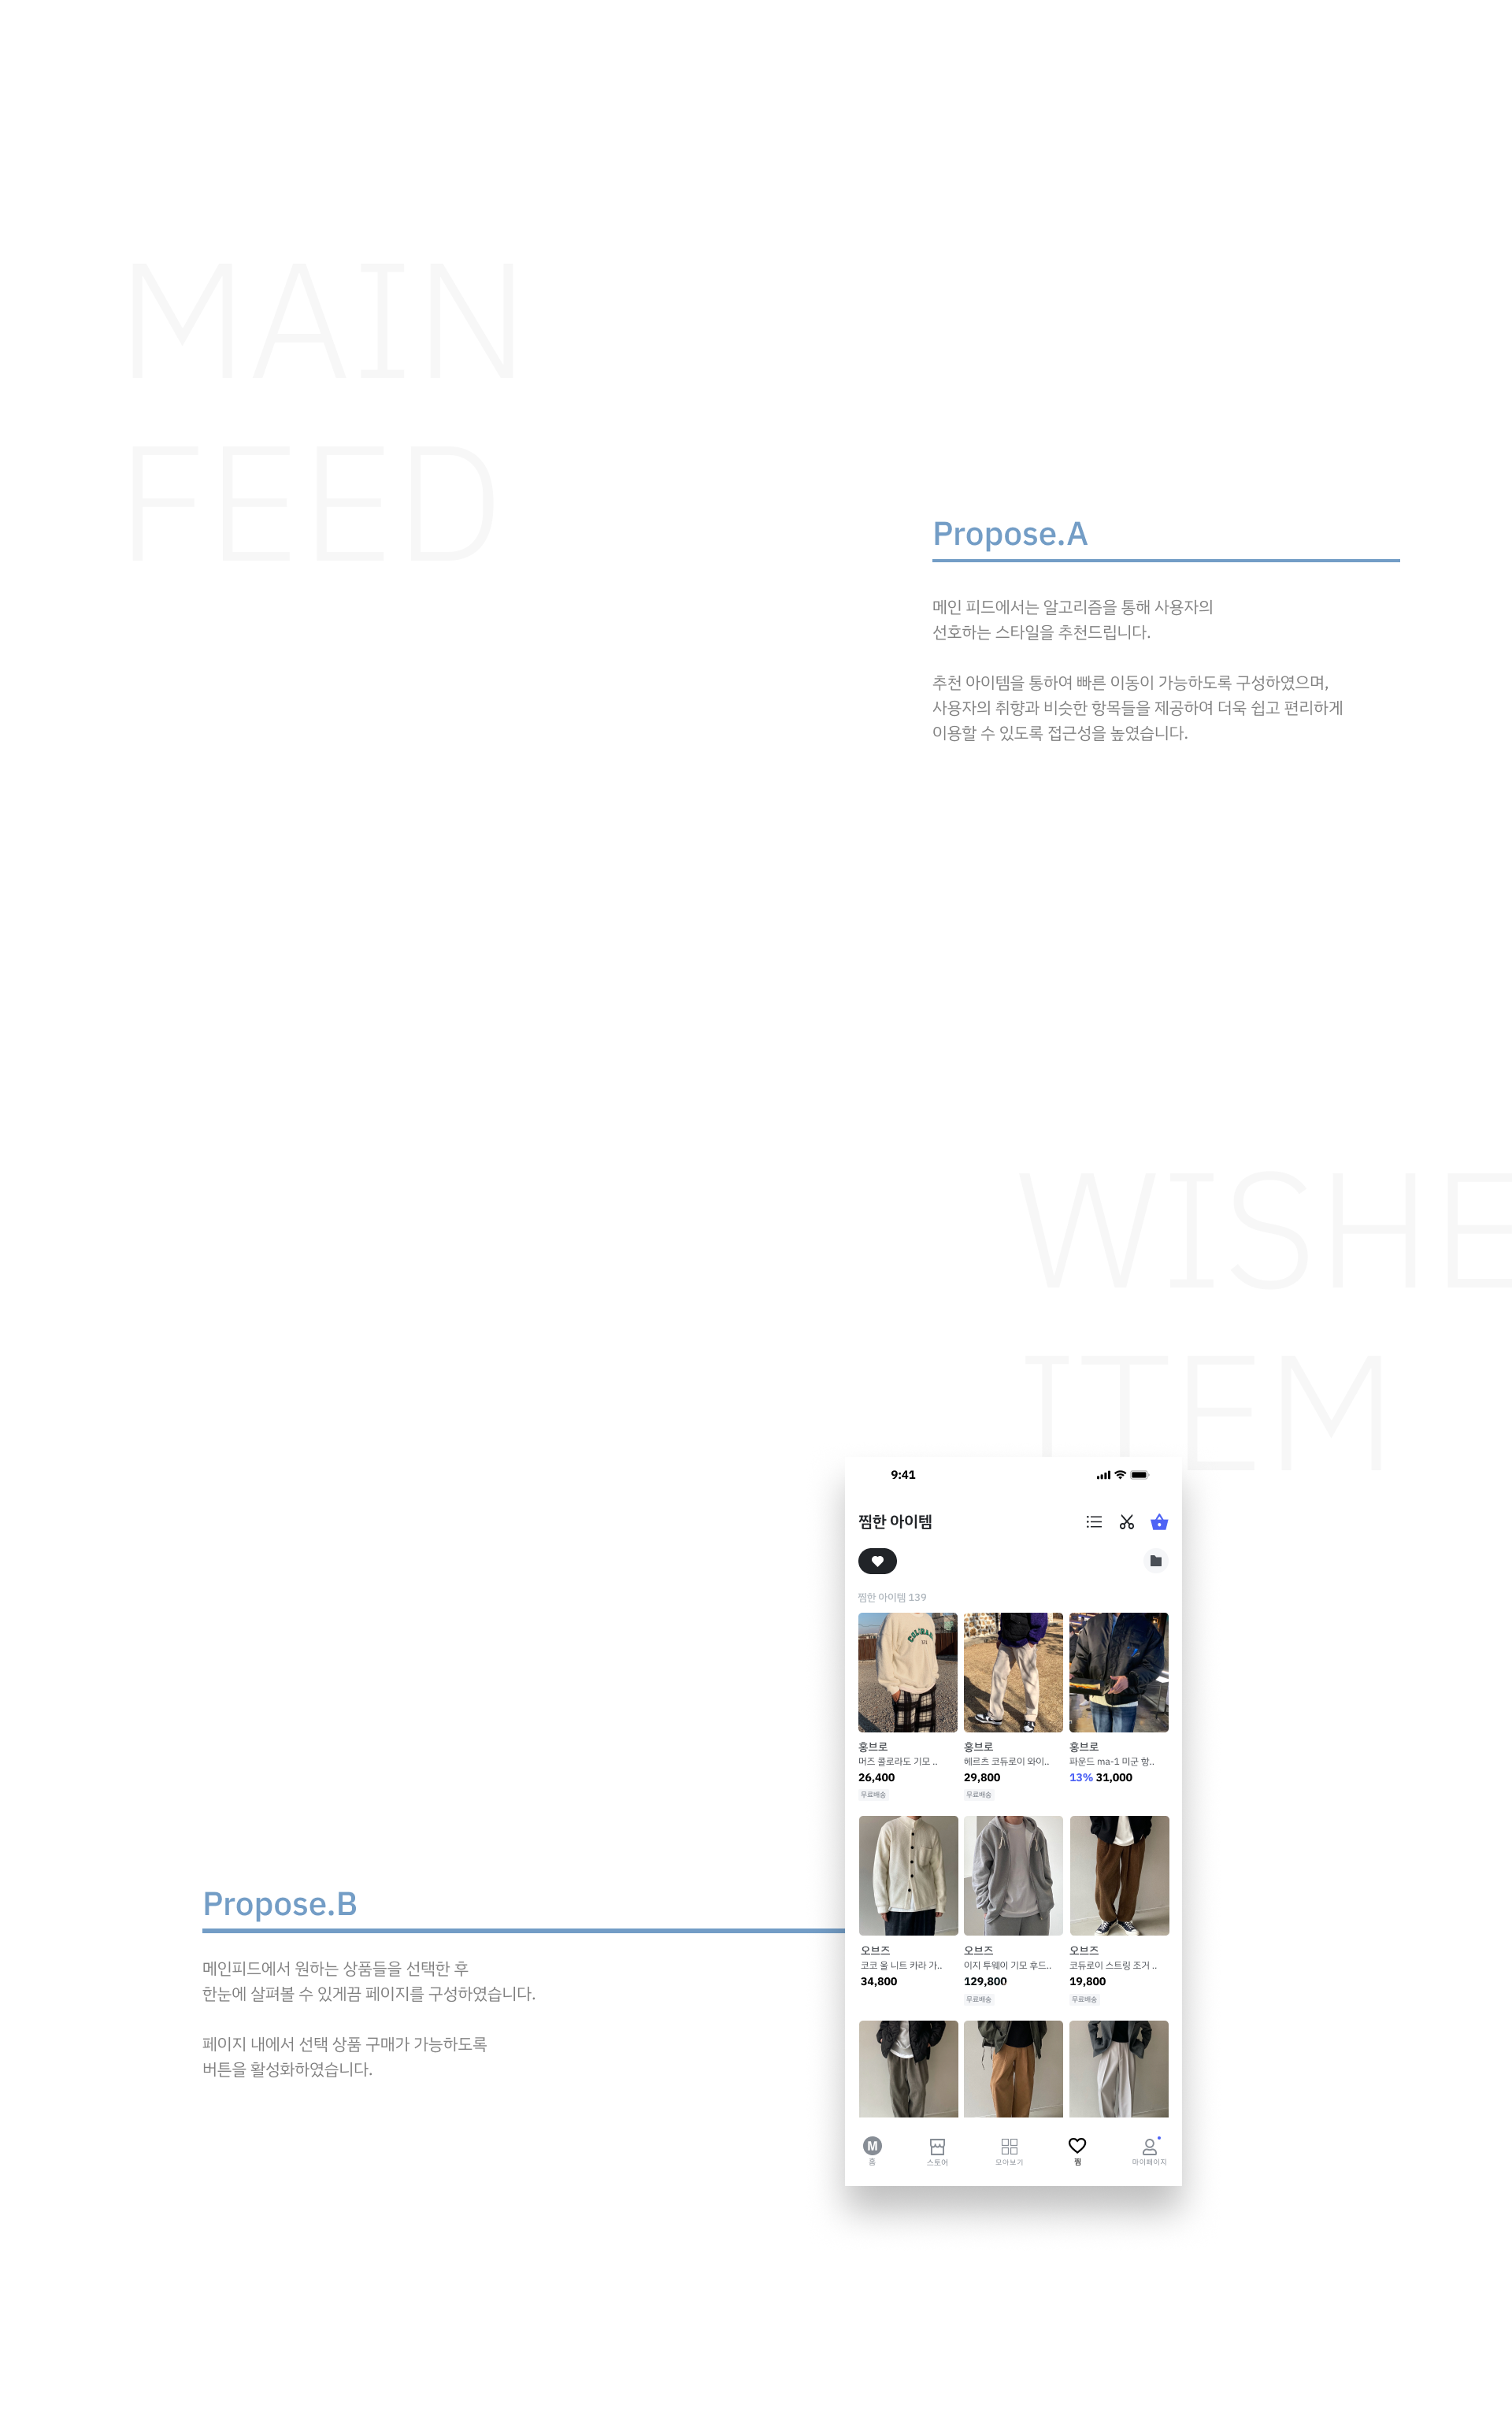 MAIN
FEED
Propose.A
메인 피드에서는 알고리즘을 통해 사용자의
선호하는 스타일을 추천드립니다.
추천 아이템을 통하여 빠른 이동이 가능하도록 구성하였으며,
사용자의 취향과 비슷한 항목들을 제공하여 더욱 쉽고 편리하게
이용할 수 있도록 접근성을 높였습니다.
WISHE
ITEM
9:41
찜한 아이템
찜한 아이템 139
홍브로 홍브로 홍브로
머즈 콜로라도 기모 .. 헤르츠 코듀로이 와이.. 파운드 ma-1 미군 항..
26,400 29,800 13% 31,000
무료배송 무료배송
오브즈 오브즈 오브즈
코코 울 니트 카라 가.. 이지 투웨이 기모 후드.. 코듀로이 스트링 조거 ..
34,800 129,800 19,800
무료배송 무료배송
Propose.B
메인피드에서 원하는 상품들을 선택한 후
한눈에 살펴볼 수 있게끔 페이지를 구성하였습니다.
페이지 내에서 선택 상품 구매가 가능하도록
버튼을 활성화하였습니다.
M
홈 스토어 모아보기 찜 마이페이지